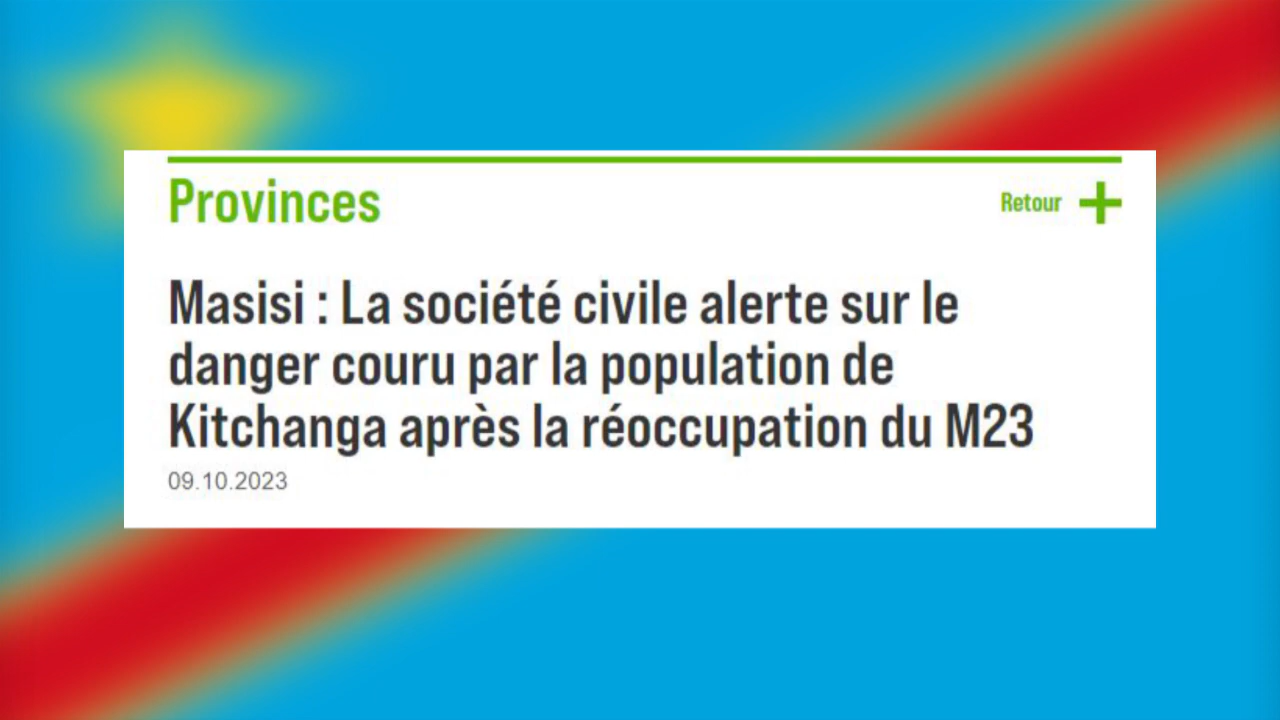 Provinces
Retour
Masisi : La société civile alerte sur le
danger couru par la population de
Kitchanga après la réoccupation du M23
09.10.2023